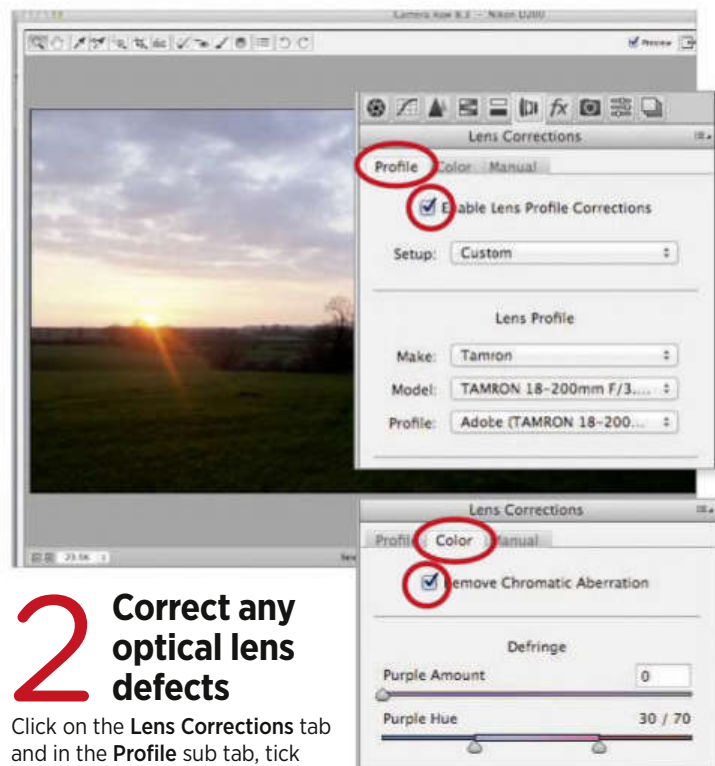 Camera Raw 8.3 - Nikon D200
Preview
Lens Corrections
Profile Color Manual
Enable Lens Profile Corrections
Setup: Custom
Lens Profile
Make: Tamron
Model: TAMRON 18-200mm F/3....
Profile: Adobe (TAMRON 18-200...
Lens Corrections
Profile Color Manual
Remove Chromatic Aberration
Defringe
Purple Amount 0
Purple Hue 30 / 70
2 Correct any
optical lens
defects
Click on the Lens Corrections tab
and in the Profile sub tab, tick